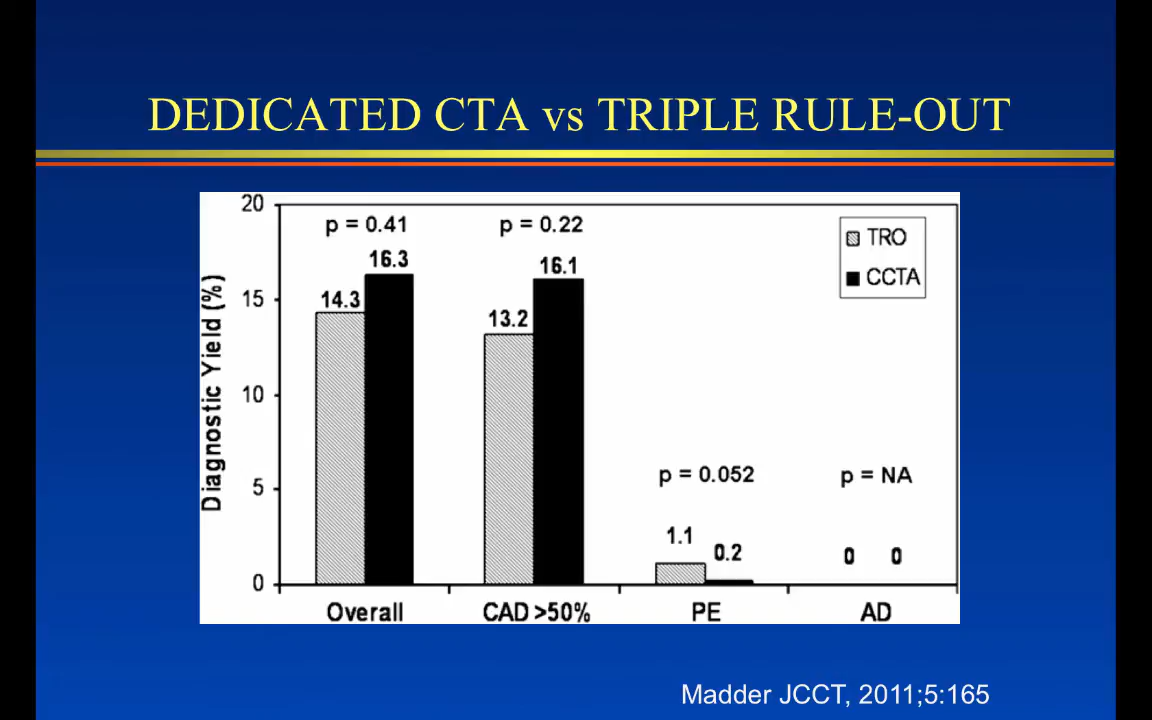 DEDICATED CTA vs TRIPLE RULE-OUT
20
15
10
5
0
Diagnostic Yield (%)
p = 0.41
p = 0.22
p = 0.052
p = NA
14.3
16.3
13.2
16.1
1.1
0.2
0
0
TRO
CCTA
Overall
CAD >50%
PE
AD
Madder JCCT, 2011;5:165